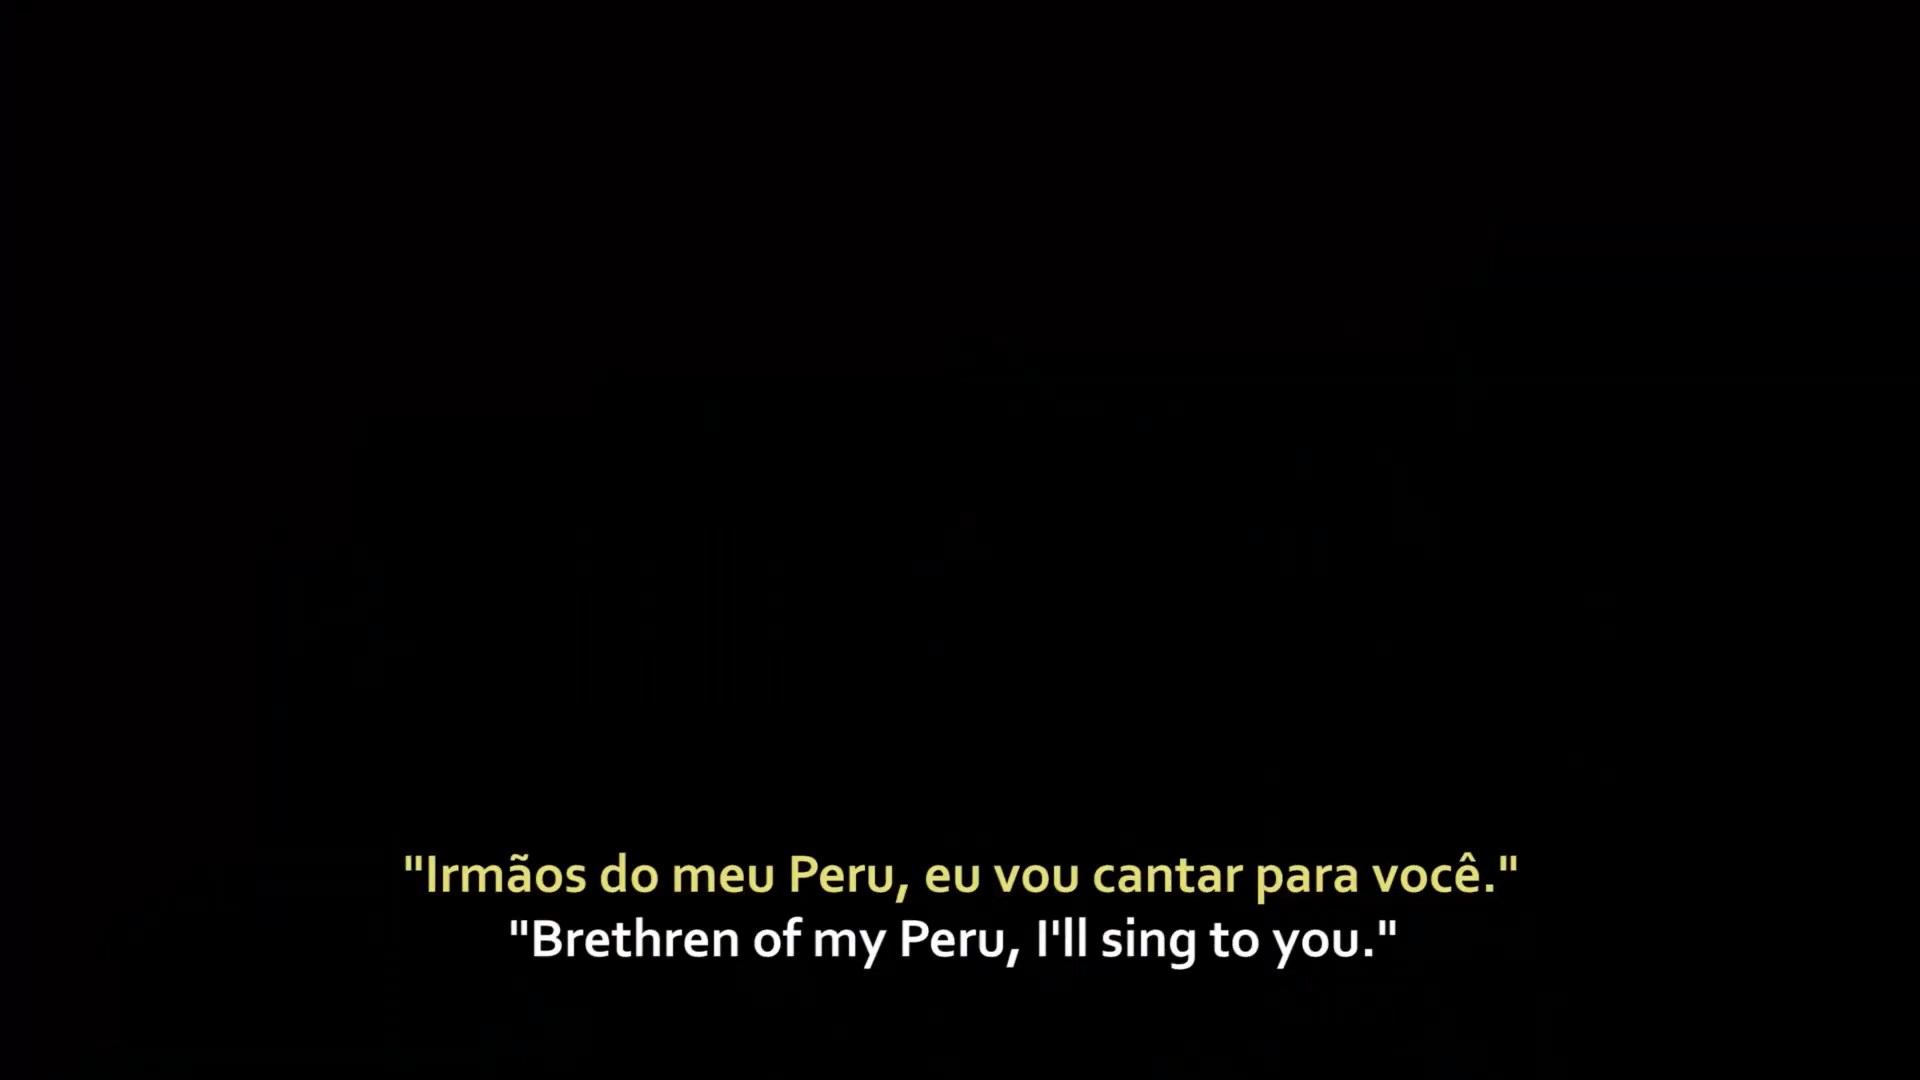 "Irmãos do meu Peru, eu vou cantar para você."
"Brethren of my Peru, I'll sing to you."